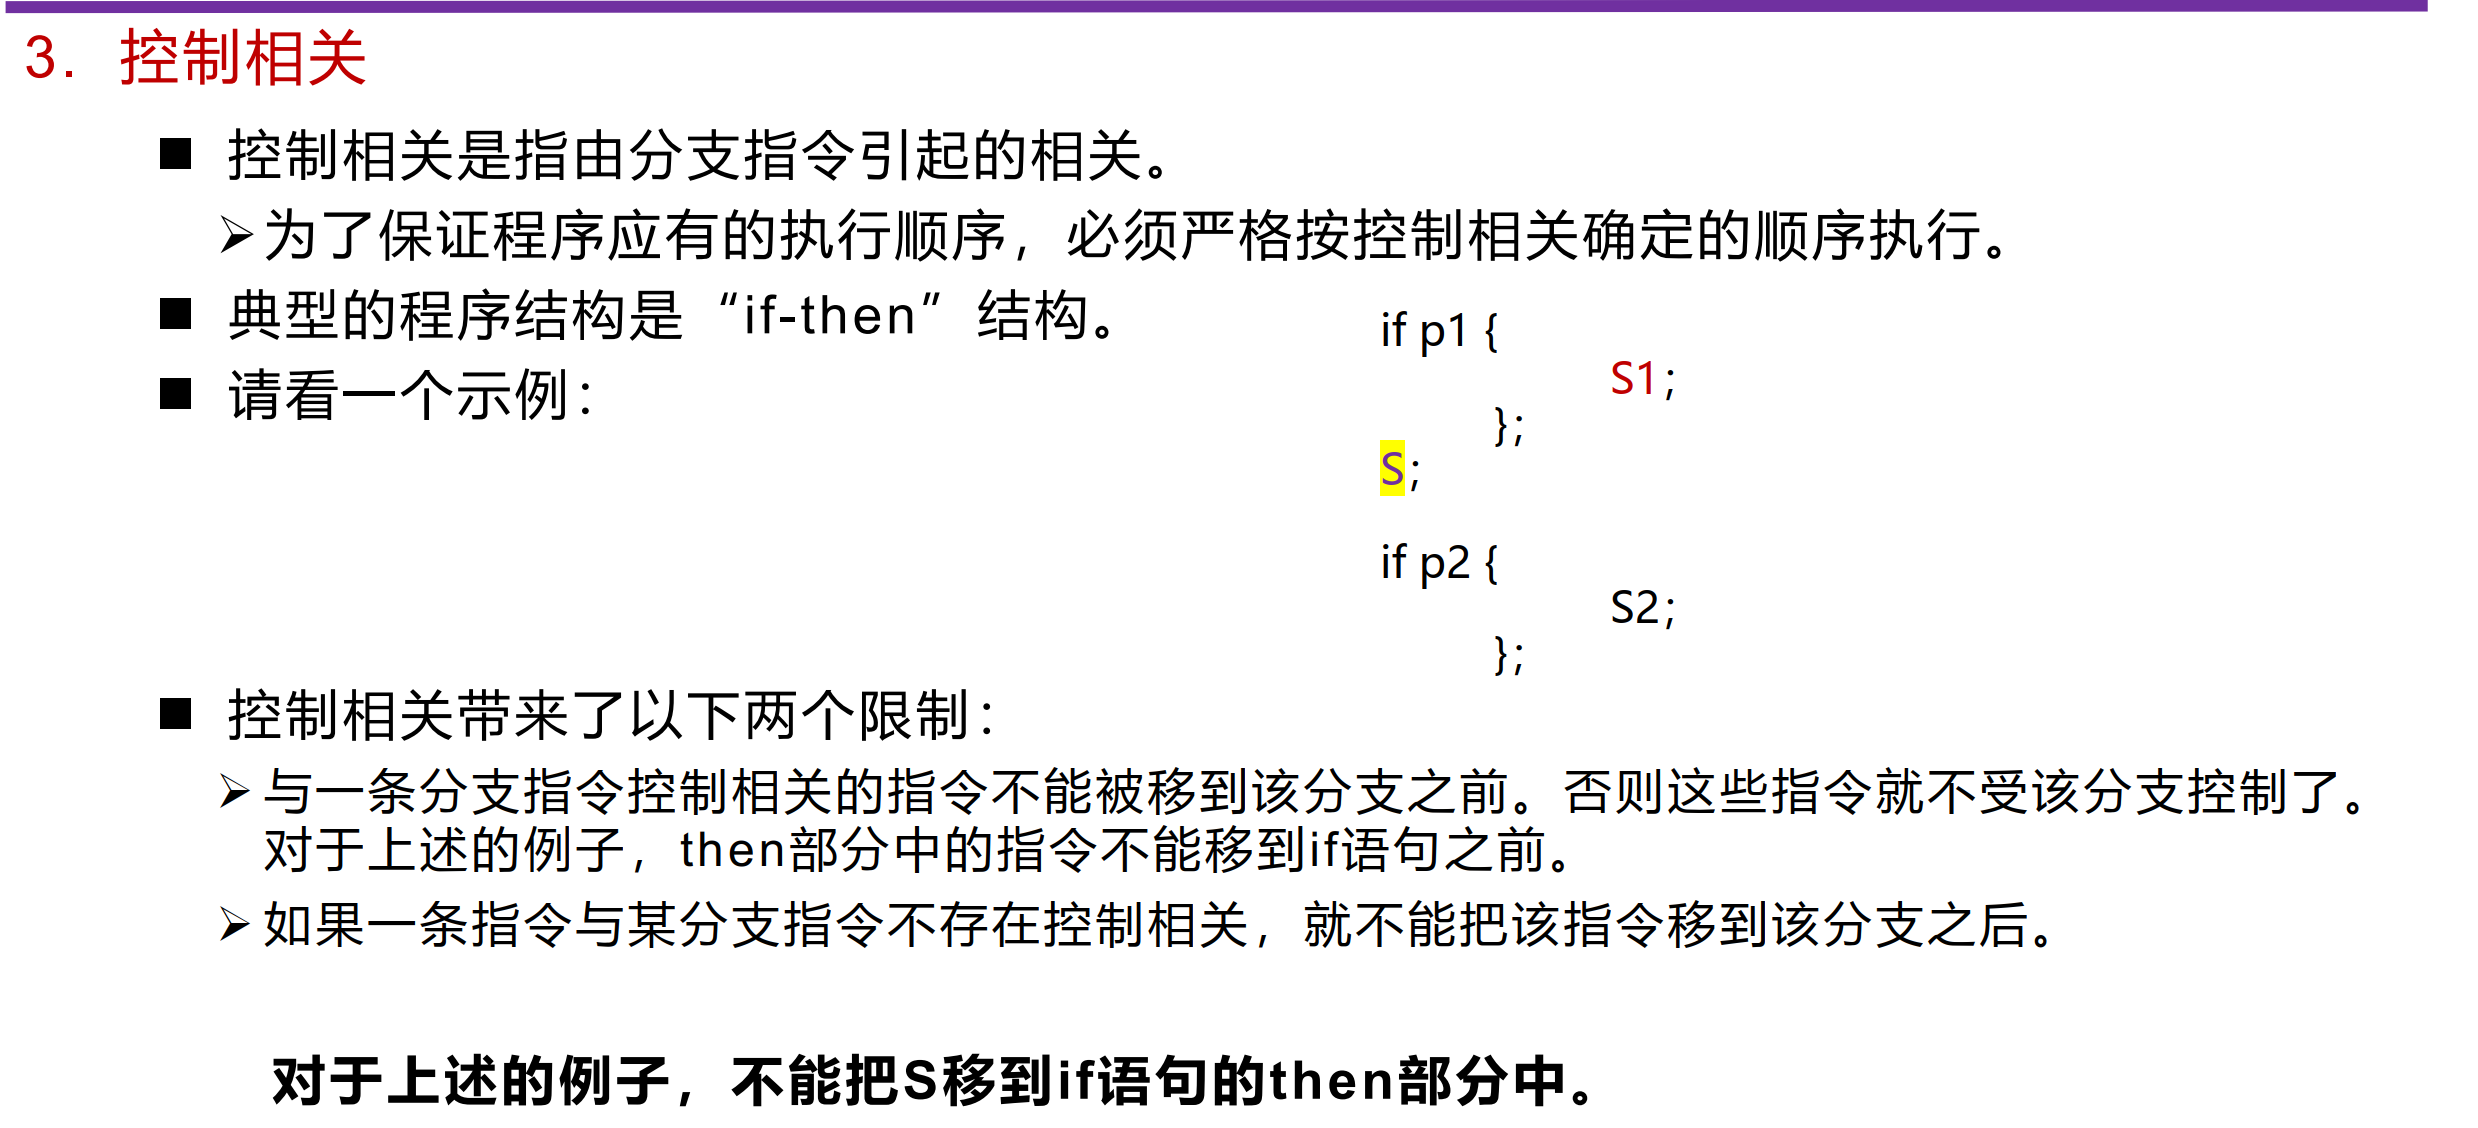 3. 控制相关
■ 控制相关是指由分支指令引起的相关。
➢为了保证程序应有的执行顺序，必须严格按控制相关确定的顺序执行。
■ 典型的程序结构是“if-then”结构。
■ 请看一个示例：
if p1 {
S1;
};
S;
if p2 {
S2;
};
■ 控制相关带来了以下两个限制：
➢与一条分支指令控制相关的指令不能被移到该分支之前。否则这些指令就不受该分支控制了。
对于上述的例子，then部分中的指令不能移到if语句之前。
➢如果一条指令与某分支指令不存在控制相关，就不能把该指令移到该分支之后。
对于上述的例子，不能把S移到if语句的then部分中。